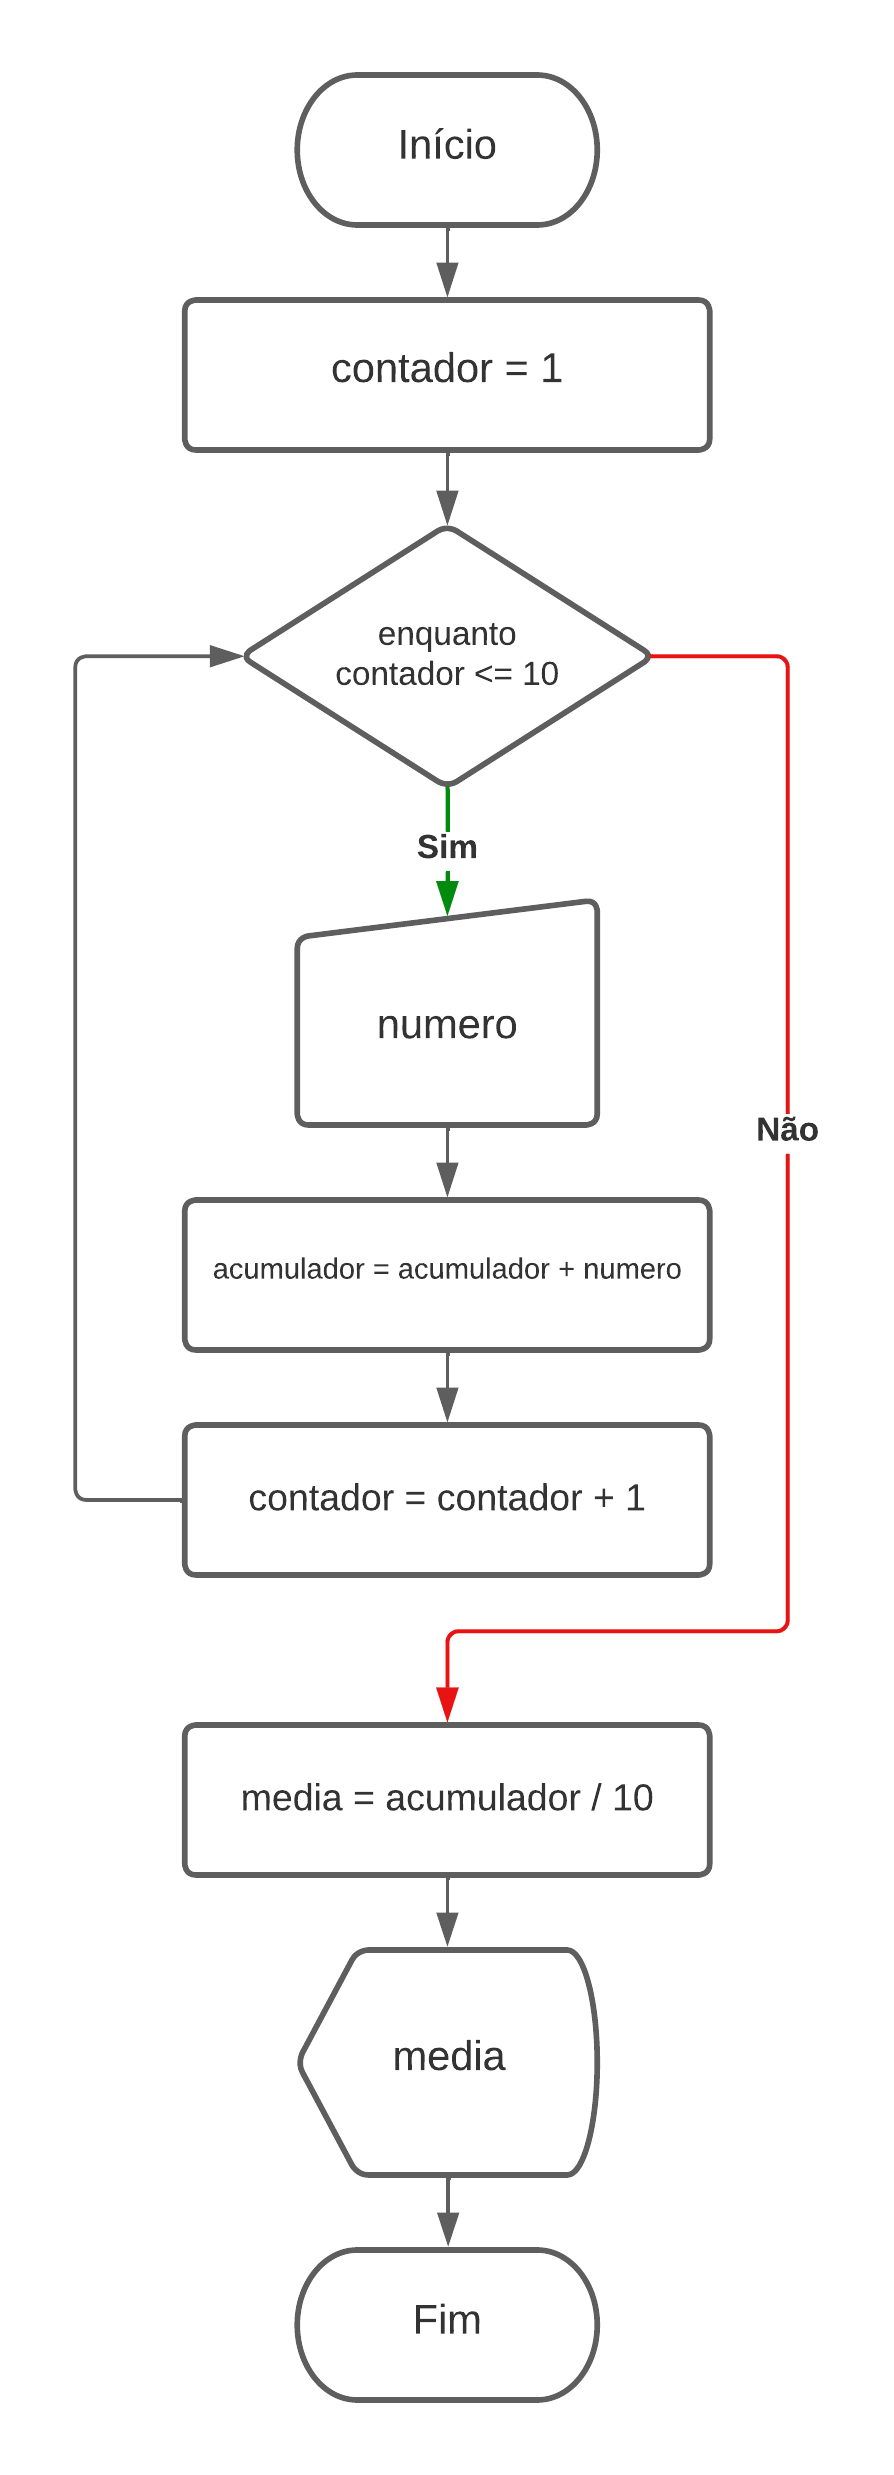 Início
contador = 1
enquanto
contador <= 10
Sim
numero
Não
acumulador = acumulador + numero
contador = contador + 1
media = acumulador / 10
media
Fim